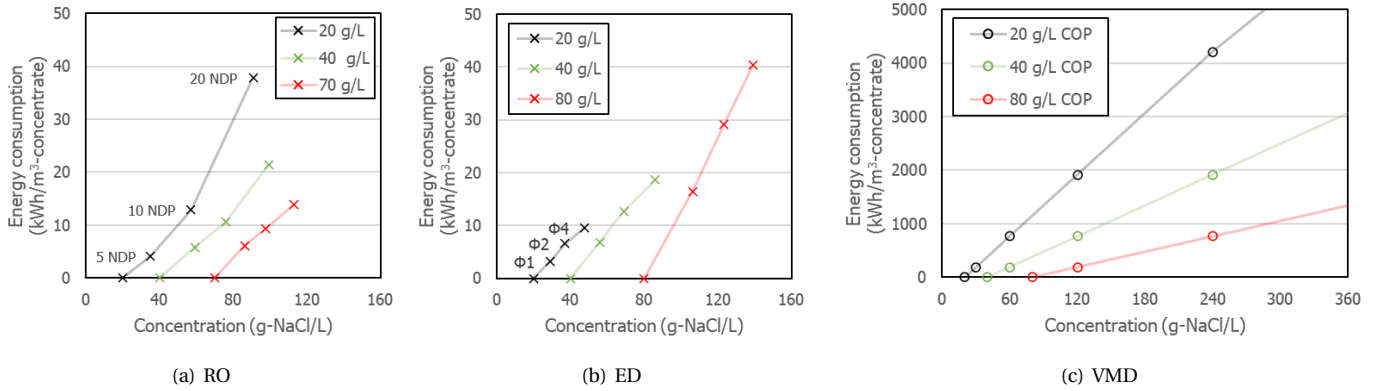 50
40
30
20
10
0
0
40
80
120
160
Energy consumption
(kWh/m³-concentrate)
Concentration (g-NaCl/L)
20 g/L
40 g/L
70 g/L
20 NDP
10 NDP
5 NDP
(a) RO
50
40
30
20
10
0
0
40
80
120
160
Energy consumption
(kWh/m³-concentrate)
Concentration (g-NaCl/L)
20 g/L
40 g/L
80 g/L
Φ4
Φ2
Φ1
(b) ED
5000
4000
3000
2000
1000
0
0
60
120
180
240
300
360
Energy consumption
(kWh/m³-concentrate)
Concentration (g-NaCl/L)
20 g/L COP
40 g/L COP
80 g/L COP
(c) VMD